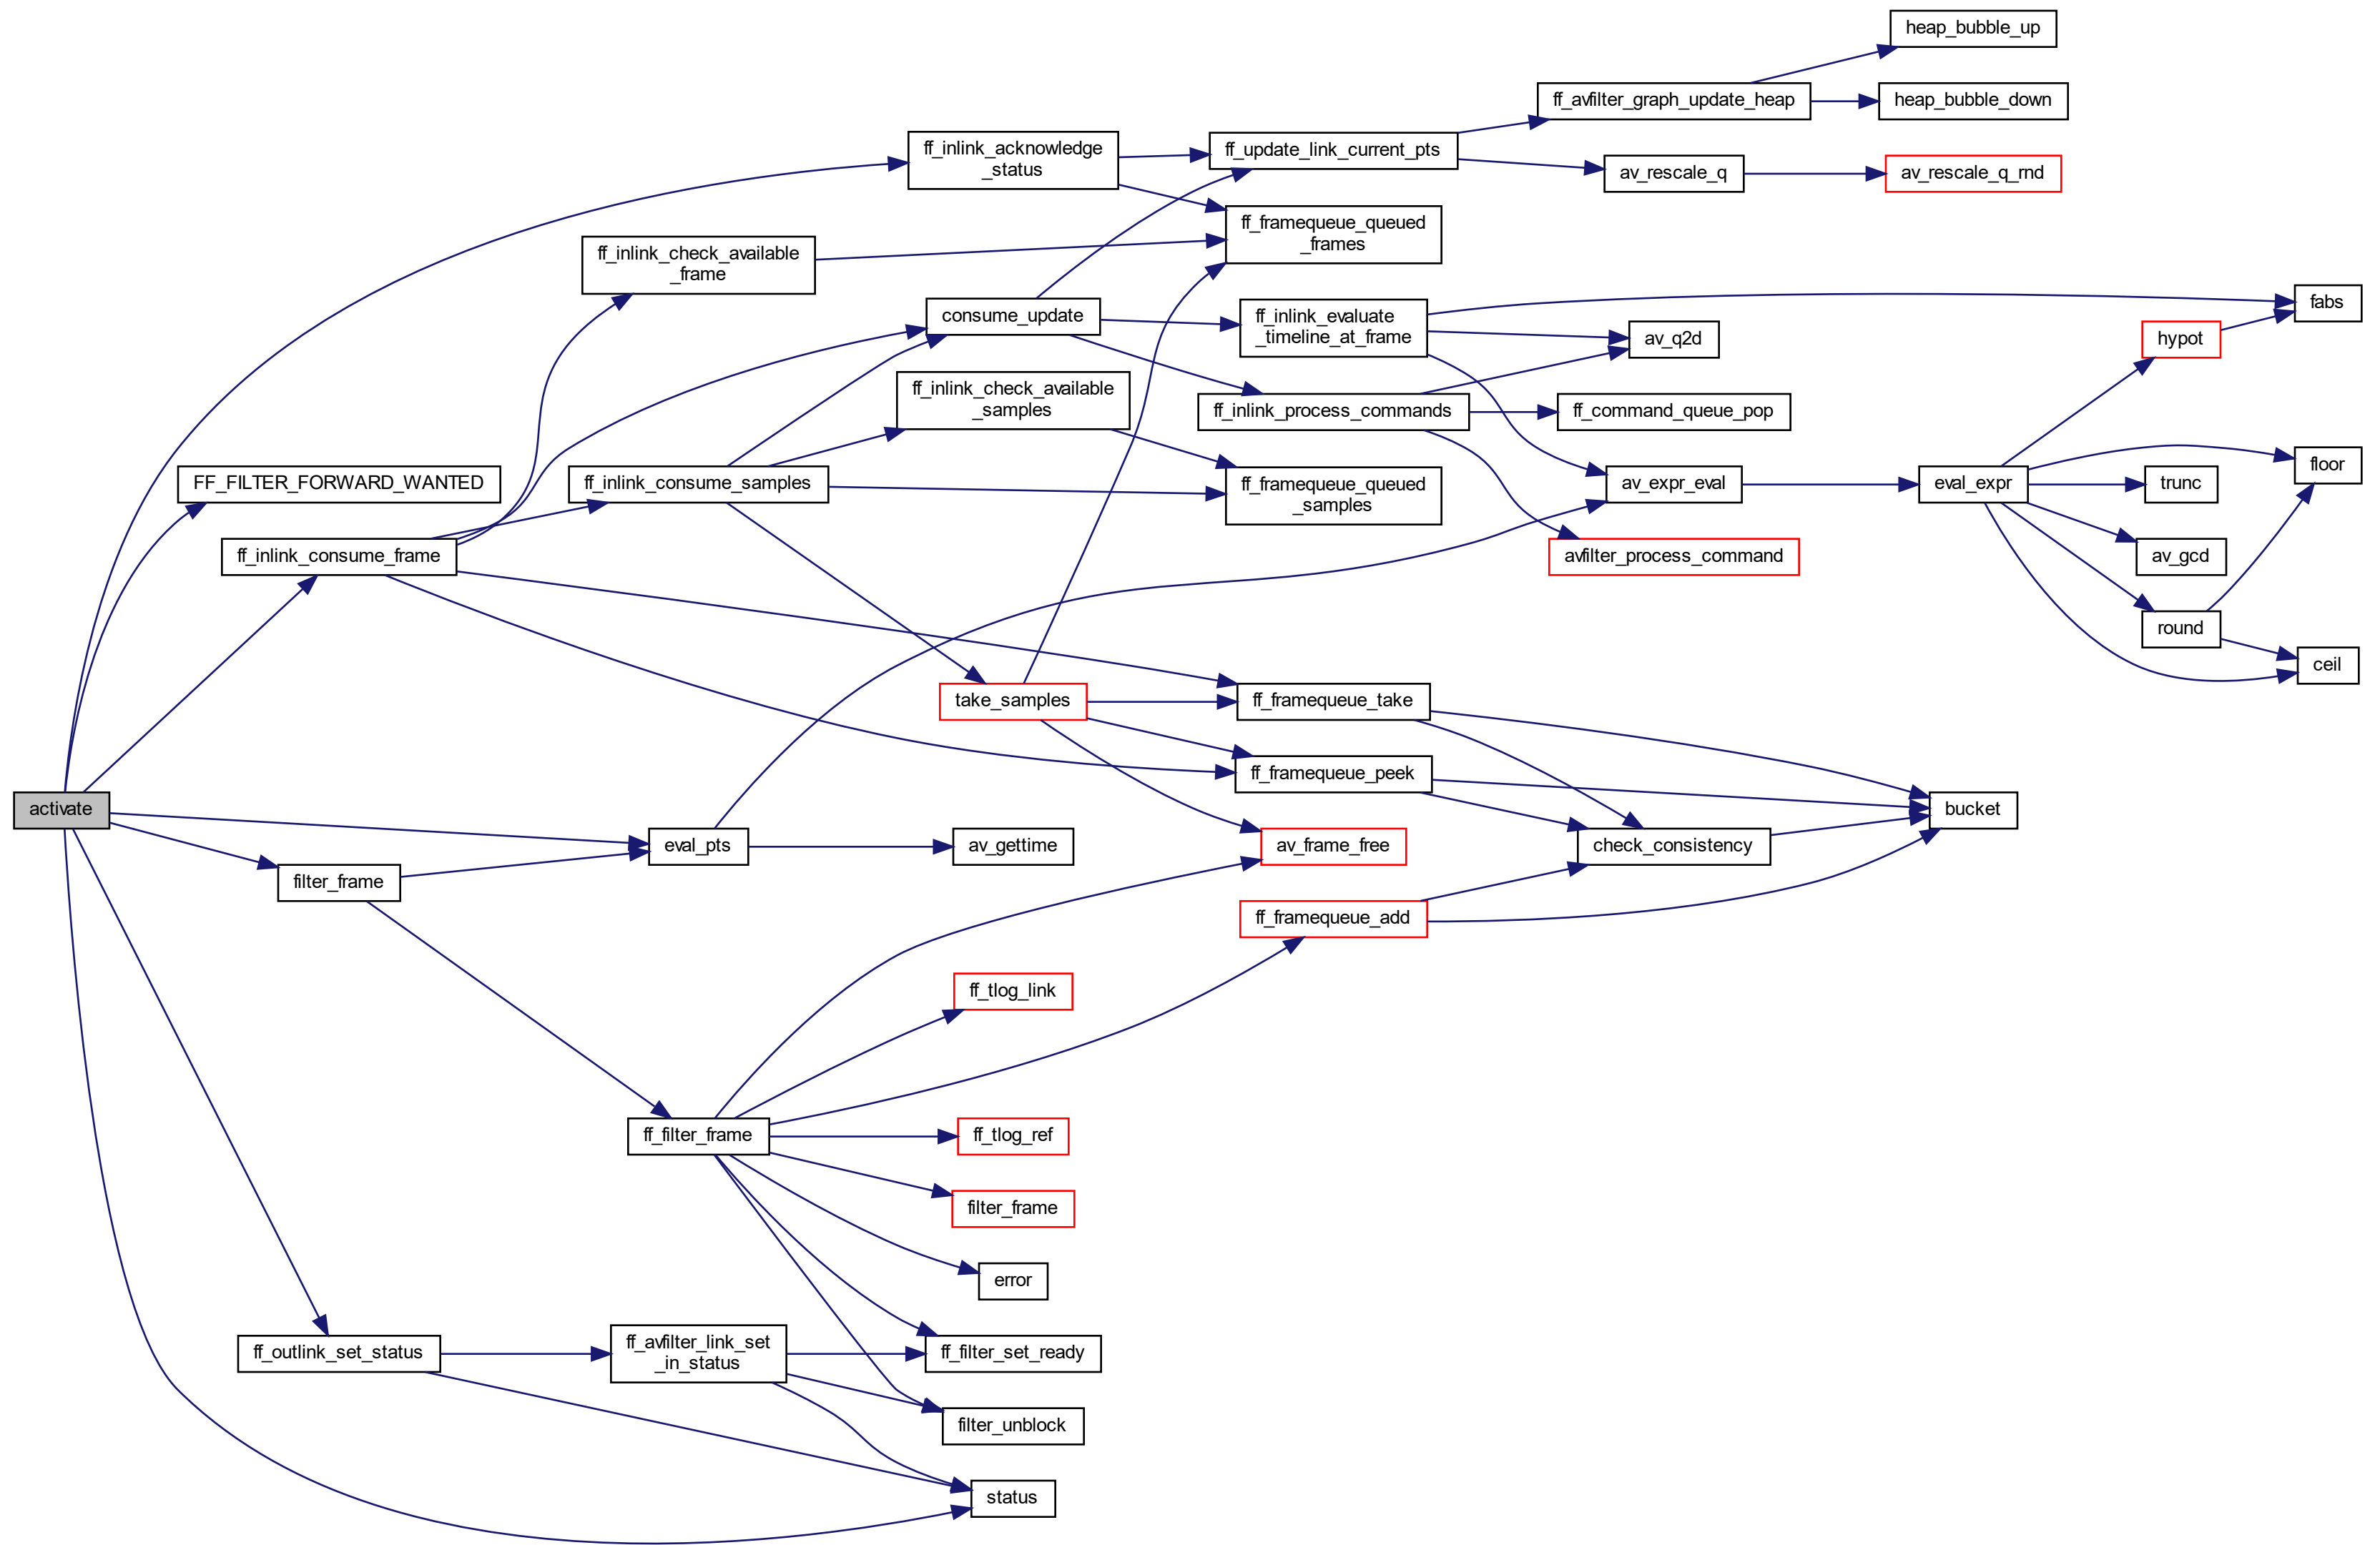 heap_bubble_up
ff_avfilter_graph_update_heap
heap_bubble_down
ff_inlink_acknowledge
_status
ff_update_link_current_pts
av_rescale_q
av_rescale_q_rnd
ff_inlink_check_available
_frame
ff_framequeue_queued
_frames
consume_update
ff_inlink_evaluate
_timeline_at_frame
fabs
av_q2d
hypot
ff_inlink_check_available
_samples
ff_inlink_process_commands
ff_command_queue_pop
FF_FILTER_FORWARD_WANTED
ff_inlink_consume_samples
ff_framequeue_queued
_samples
av_expr_eval
eval_expr
floor
trunc
ff_inlink_consume_frame
avfilter_process_command
av_gcd
round
ceil
take_samples
ff_framequeue_take
ff_framequeue_peek
activate
bucket
eval_pts
av_gettime
av_frame_free
check_consistency
filter_frame
ff_framequeue_add
ff_tlog_link
ff_filter_frame
ff_tlog_ref
filter_frame
error
ff_outlink_set_status
ff_avfilter_link_set
_in_status
ff_filter_set_ready
filter_unblock
status